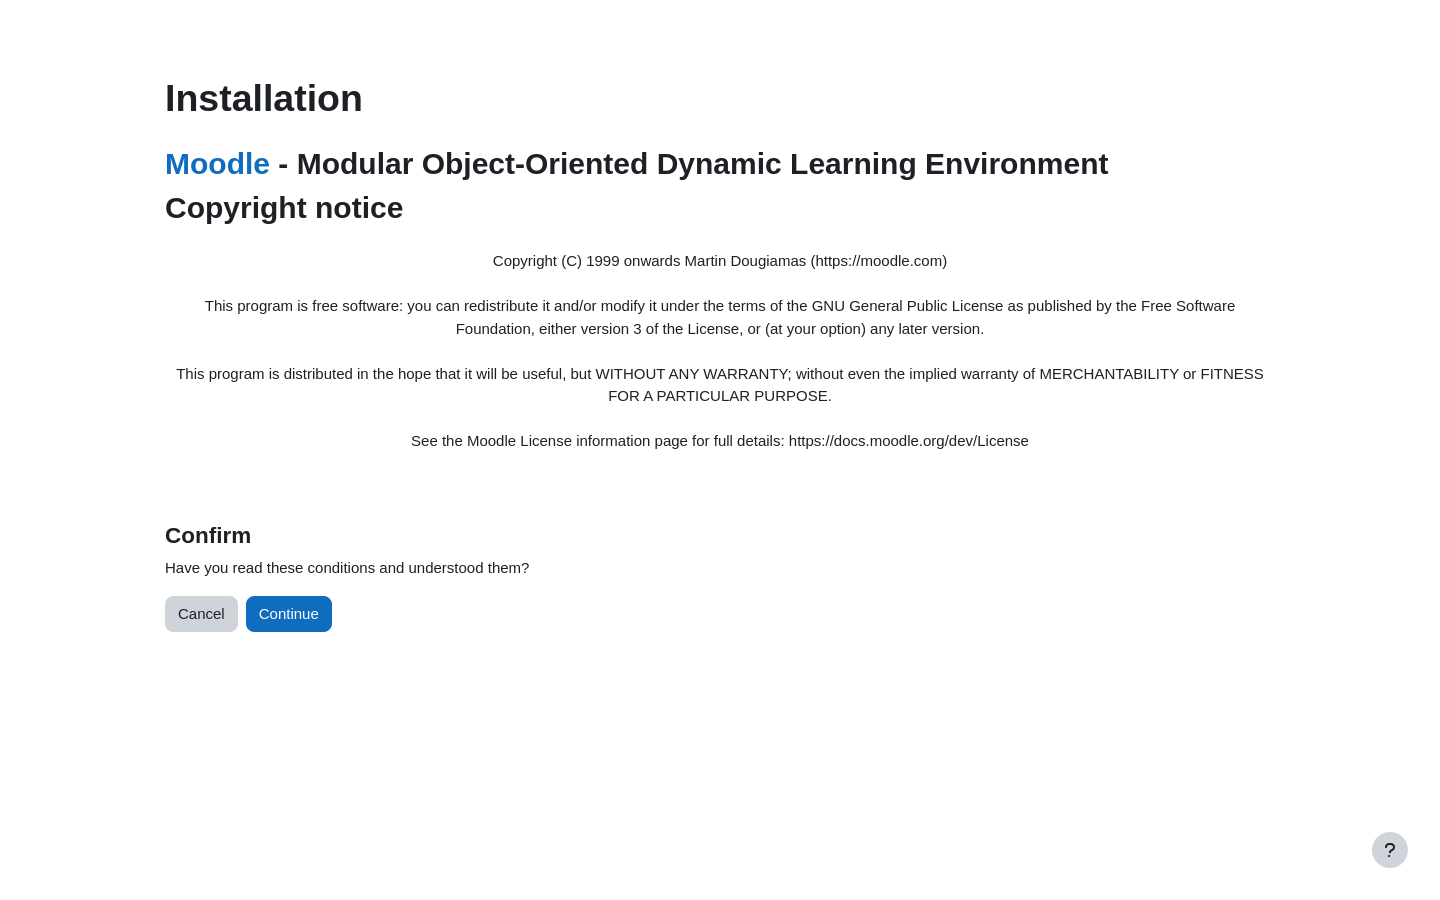 Installation
Moodle - Modular Object-Oriented Dynamic Learning Environment
Copyright notice
Copyright (C) 1999 onwards Martin Dougiamas (https://moodle.com)
This program is free software: you can redistribute it and/or modify it under the terms of the GNU General Public License as published by the Free Software
Foundation, either version 3 of the License, or (at your option) any later version.
This program is distributed in the hope that it will be useful, but WITHOUT ANY WARRANTY; without even the implied warranty of MERCHANTABILITY or FITNESS
FOR A PARTICULAR PURPOSE.
See the Moodle License information page for full details: https://docs.moodle.org/dev/License
Confirm
Have you read these conditions and understood them?
Cancel Continue
?